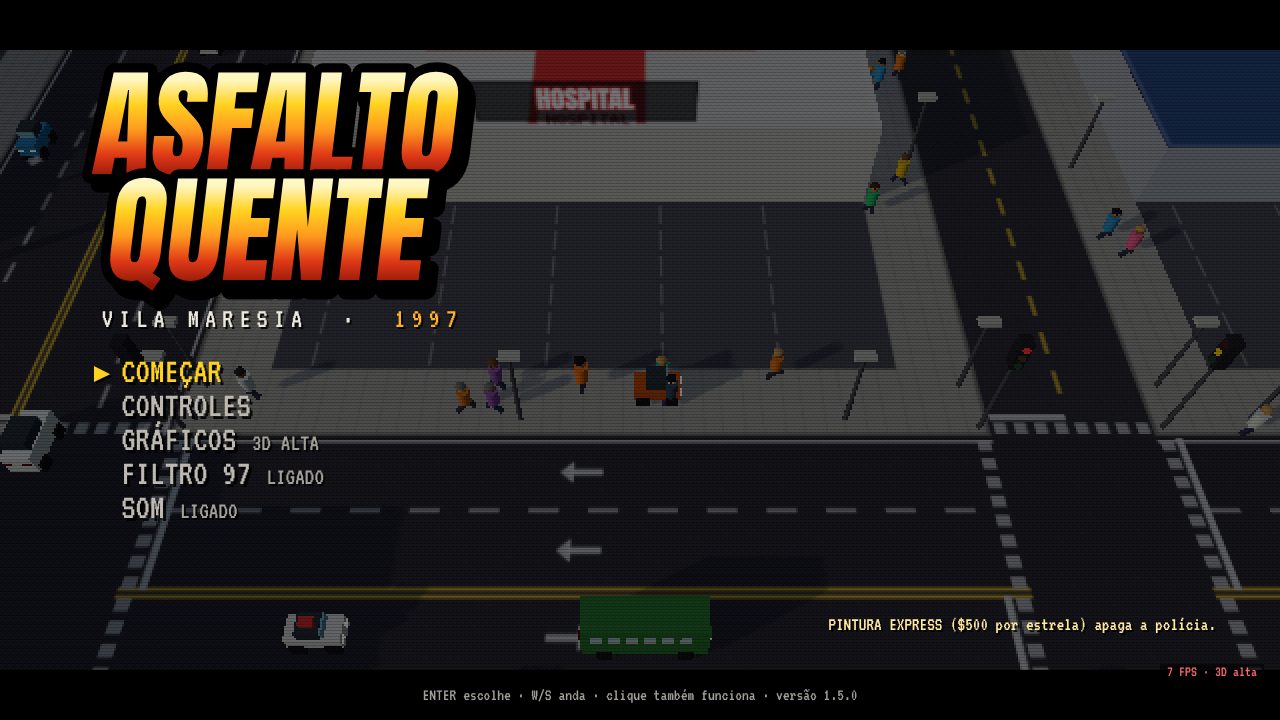 ASFALTO
QUENTE
HOSPITAL
VILA MARESIA · 1997
▶ COMEÇAR
CONTROLES
GRÁFICOS 3D ALTA
FILTRO 97 LIGADO
SOM LIGADO
PINTURA EXPRESS ($500 por estrela) apaga a polícia.
7 FPS · 3D alta
ENTER escolhe · W/S anda · clique também funciona · versão 1.5.0